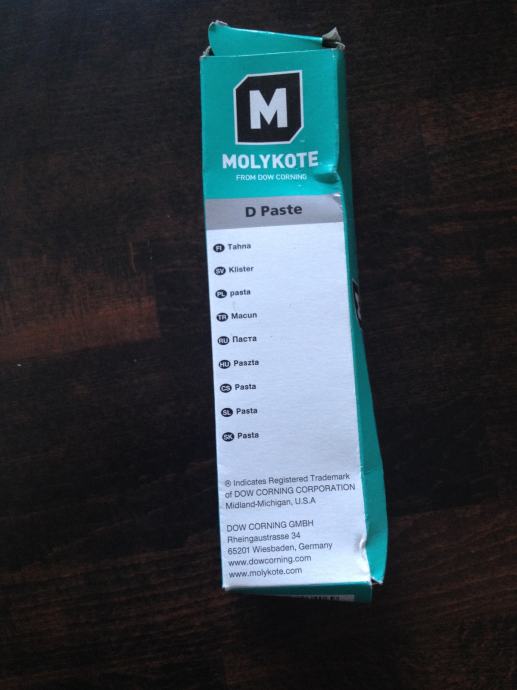 M
MOLYKOTE
FROM DOW CORNING
D Paste
FI Tahna
SV Klister
PL pasta
TR Macun
RU Паста
HU Paszta
CS Pasta
SL Pasta
SK Pasta
® Indicates Registered Trademark
of DOW CORNING CORPORATION
Midland-Michigan, U.S.A
DOW CORNING GMBH
Rheingaustrasse 34
65201 Wiesbaden, Germany
www.dowcorning.com
www.molykote.com